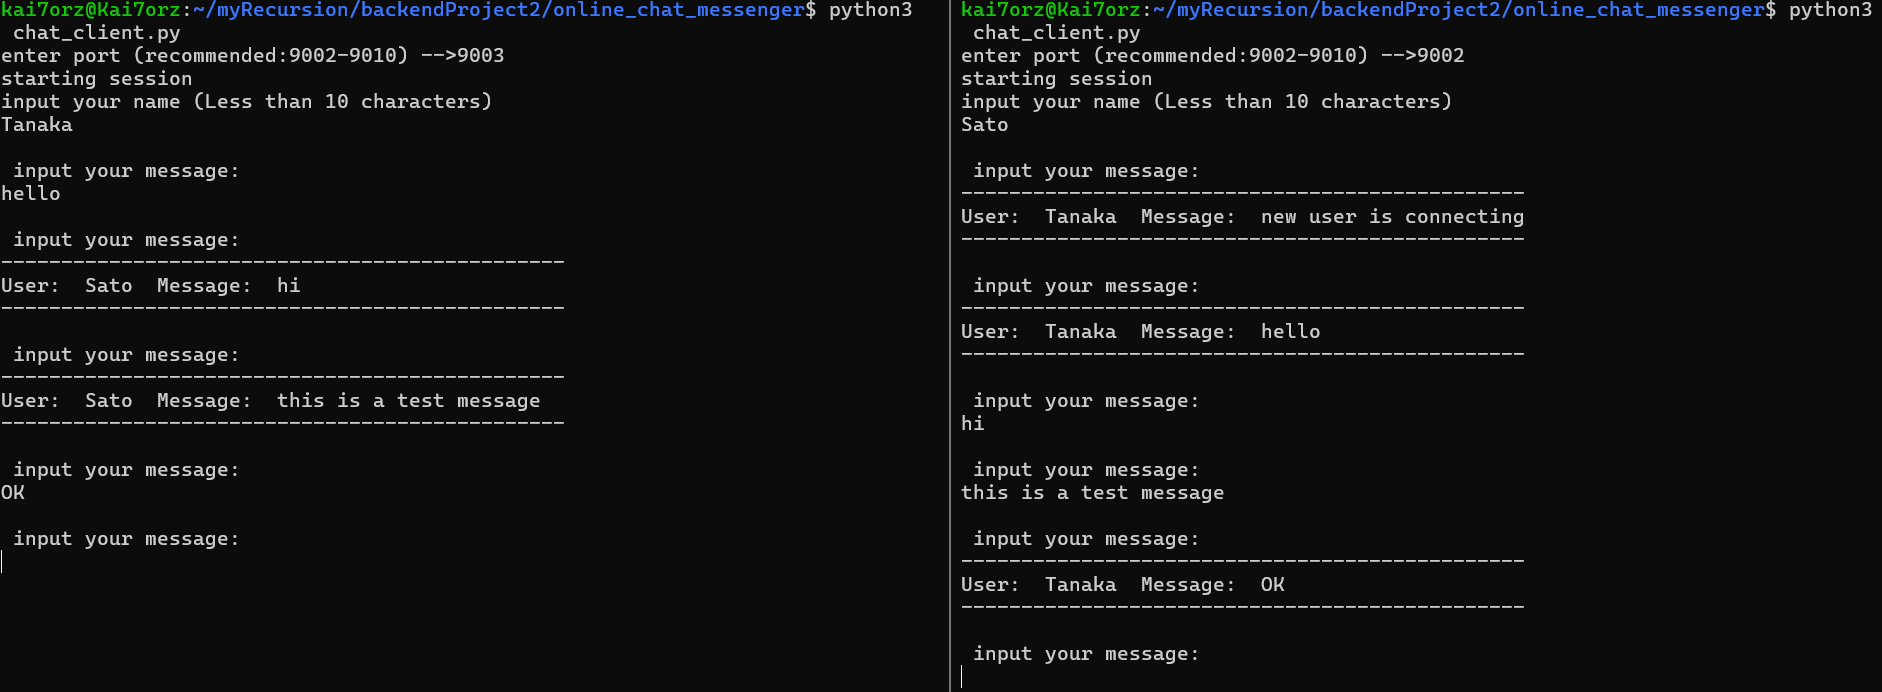 kai7orz@Kai7orz:~/myRecursion/backendProject2/online_chat_messenger$ python3
 chat_client.py
enter port (recommended:9002-9010) -->9003
starting session
input your name (Less than 10 characters)
Tanaka
 input your message:
hello
 input your message:
-----------------------------------------------
User:  Sato  Message:  hi
-----------------------------------------------
 input your message:
-----------------------------------------------
User:  Sato  Message:  this is a test message
-----------------------------------------------
 input your message:
OK
 input your message:
kai7orz@Kai7orz:~/myRecursion/backendProject2/online_chat_messenger$ python3
 chat_client.py
enter port (recommended:9002-9010) -->9002
starting session
input your name (Less than 10 characters)
Sato
 input your message:
-----------------------------------------------
User:  Tanaka  Message:  new user is connecting
-----------------------------------------------
 input your message:
-----------------------------------------------
User:  Tanaka  Message:  hello
-----------------------------------------------
 input your message:
hi
 input your message:
this is a test message
 input your message:
-----------------------------------------------
User:  Tanaka  Message:  OK
-----------------------------------------------
 input your message: